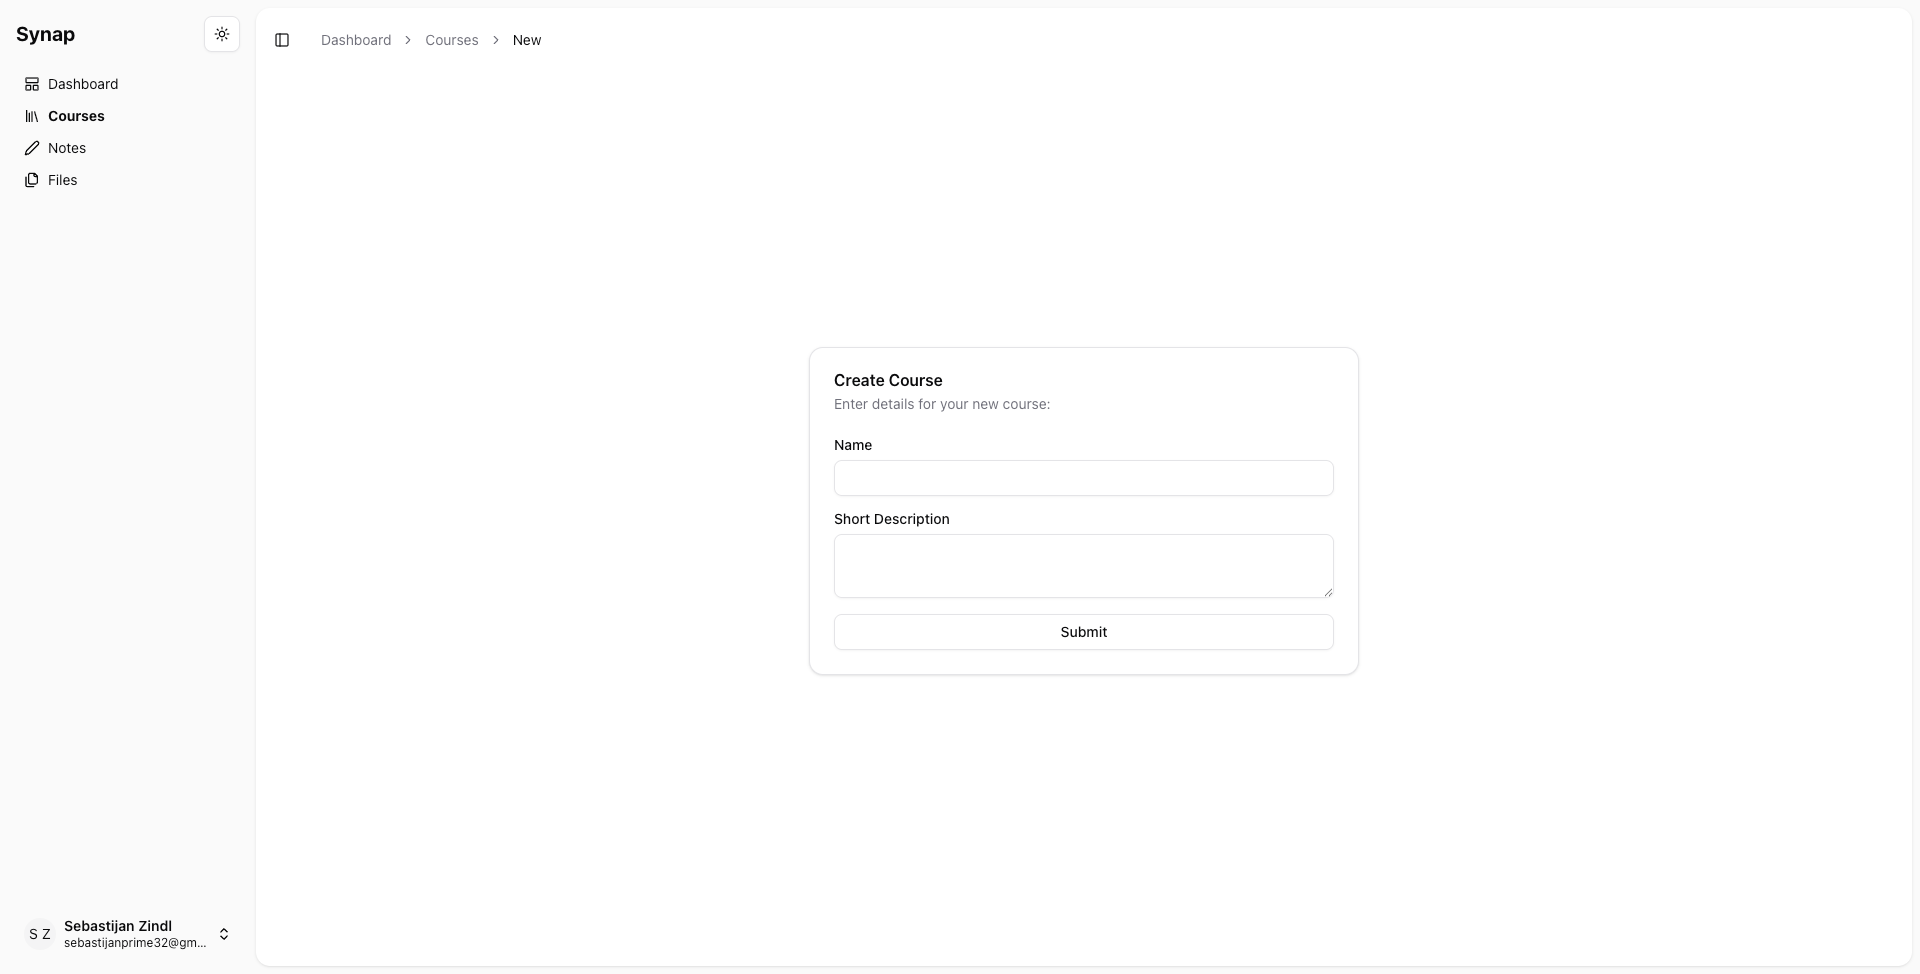 Synap
Dashboard
Courses
Notes
Files
Dashboard > Courses > New
Create Course
Enter details for your new course:
Name
Short Description
Submit
S Z
Sebastijan Zindl
sebastijanprime32@gm...